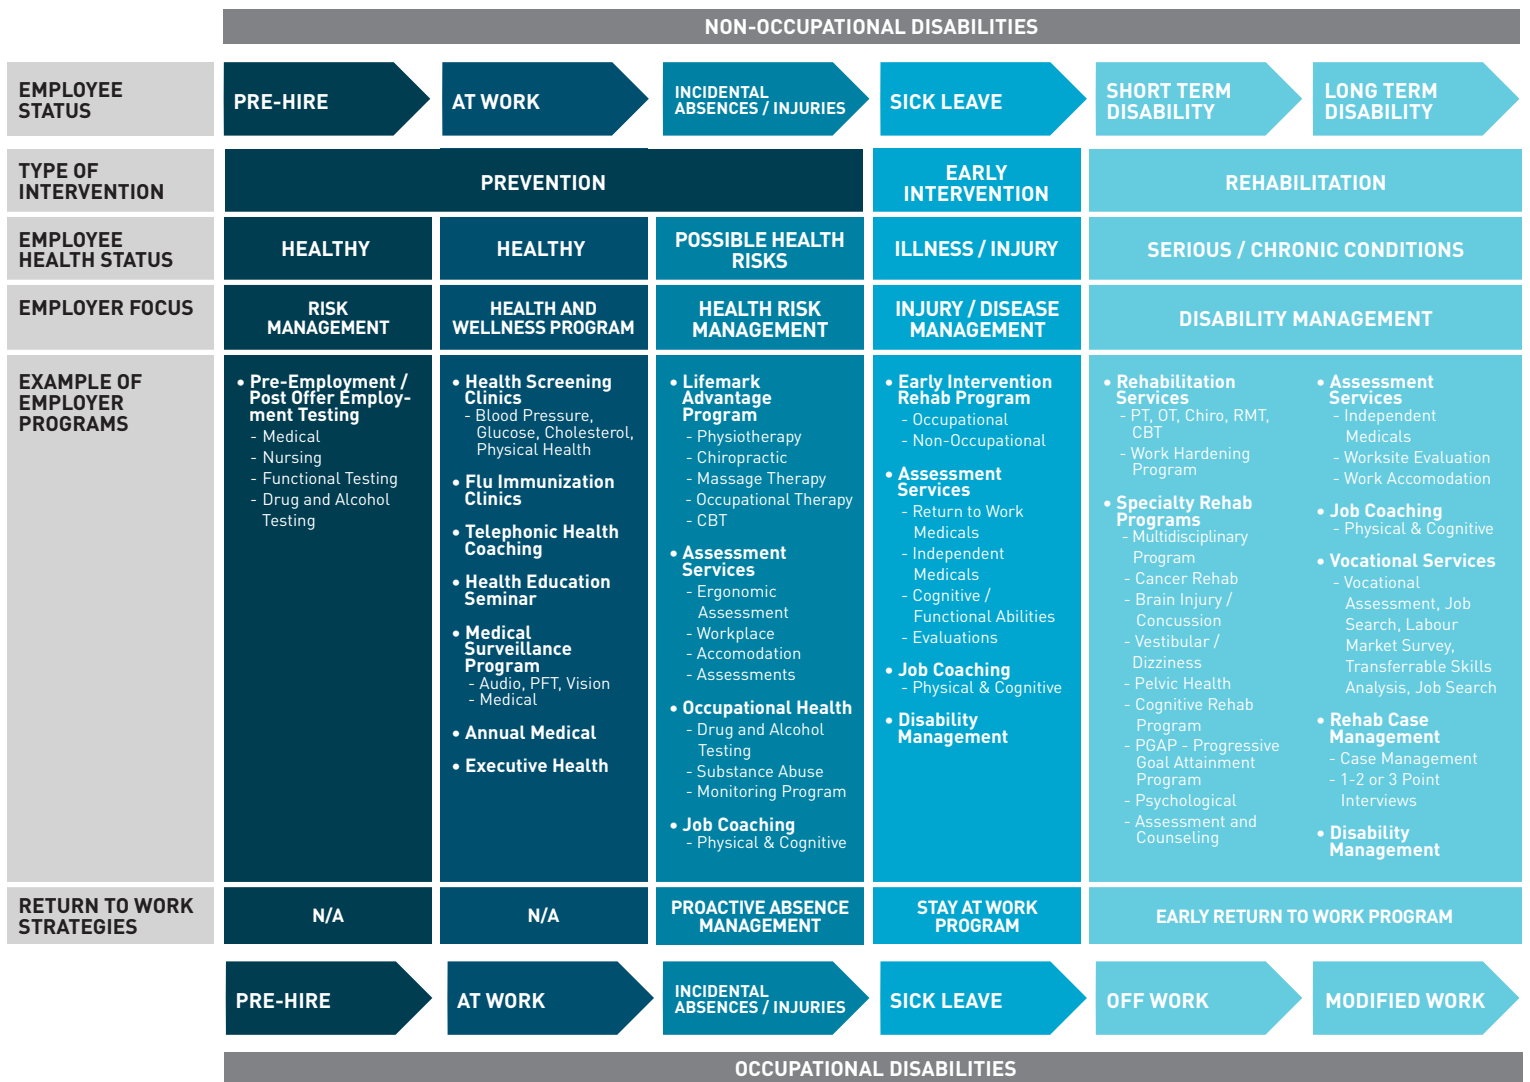 NON-OCCUPATIONAL DISABILITIES
EMPLOYEE
STATUS
PRE-HIRE
AT WORK
INCIDENTAL
ABSENCES / INJURIES
SICK LEAVE
SHORT TERM
DISABILITY
LONG TERM
DISABILITY
TYPE OF
INTERVENTION
PREVENTION
EARLY
INTERVENTION
REHABILITATION
EMPLOYEE
HEALTH STATUS
HEALTHY
HEALTHY
POSSIBLE HEALTH
RISKS
ILLNESS / INJURY
SERIOUS / CHRONIC CONDITIONS
EMPLOYER FOCUS
RISK
MANAGEMENT
HEALTH AND
WELLNESS PROGRAM
HEALTH RISK
MANAGEMENT
INJURY / DISEASE
MANAGEMENT
DISABILITY MANAGEMENT
EXAMPLE OF
EMPLOYER
PROGRAMS
• Pre-Employment /
Post Offer Employ-
ment Testing
- Medical
- Nursing
- Functional Testing
- Drug and Alcohol
Testing
• Health Screening
Clinics
- Blood Pressure,
Glucose, Cholesterol,
Physical Health
• Flu Immunization
Clinics
• Telephonic Health
Coaching
• Health Education
Seminar
• Medical
Surveillance
Program
- Audio, PFT, Vision
- Medical
• Annual Medical
• Executive Health
• Lifemark
Advantage
Program
- Physiotherapy
- Chiropractic
- Massage Therapy
- Occupational Therapy
- CBT
• Assessment
Services
- Ergonomic
Assessment
- Workplace
- Accomodation
- Assessments
• Occupational Health
- Drug and Alcohol
Testing
- Substance Abuse
- Monitoring Program
• Job Coaching
- Physical & Cognitive
• Early Intervention
Rehab Program
- Occupational
- Non-Occupational
• Assessment
Services
- Return to Work
Medicals
- Independent
Medicals
- Cognitive /
Functional Abilities
- Evaluations
• Job Coaching
- Physical & Cognitive
• Disability
Management
• Rehabilitation
Services
- PT, OT, Chiro, RMT,
CBT
- Work Hardening
Program
• Specialty Rehab
Programs
- Multidisciplinary
Program
- Cancer Rehab
- Brain Injury /
Concussion
- Vestibular /
Dizziness
- Pelvic Health
- Cognitive Rehab
Program
- PGAP - Progressive
Goal Attainment
Program
- Psychological
- Assessment and
Counseling
• Assessment
Services
- Independent
Medicals
- Worksite Evaluation
- Work Accomodation
• Job Coaching
- Physical & Cognitive
• Vocational Services
- Vocational
Assessment, Job
Search, Labour
Market Survey,
Transferrable Skills
Analysis, Job Search
• Rehab Case
Management
- Case Management
- 1-2 or 3 Point
Interviews
• Disability
Management
RETURN TO WORK
STRATEGIES
N/A
N/A
PROACTIVE ABSENCE
MANAGEMENT
STAY AT WORK
PROGRAM
EARLY RETURN TO WORK PROGRAM
PRE-HIRE
AT WORK
INCIDENTAL
ABSENCES / INJURIES
SICK LEAVE
OFF WORK
MODIFIED WORK
OCCUPATIONAL DISABILITIES